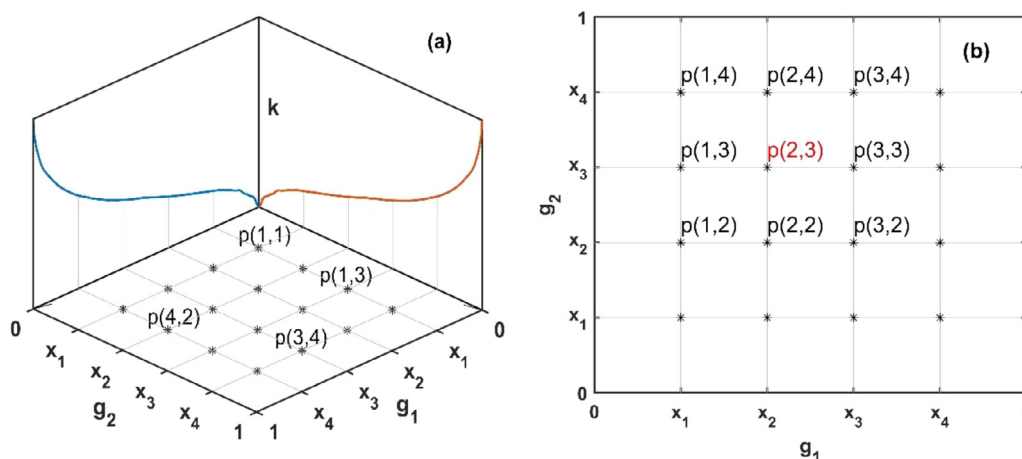 (a)
k
p(1,1)
p(1,3)
p(4,2)
p(3,4)
0
x1
x2
x3
x4
1
g2
1
x4
x3
x2
x1
0
g1
(b)
1
x4
x3
x2
x1
0
g2
p(1,4) p(2,4) p(3,4)
p(1,3) p(2,3) p(3,3)
p(1,2) p(2,2) p(3,2)
0 x1 x2 x3 x4
g1